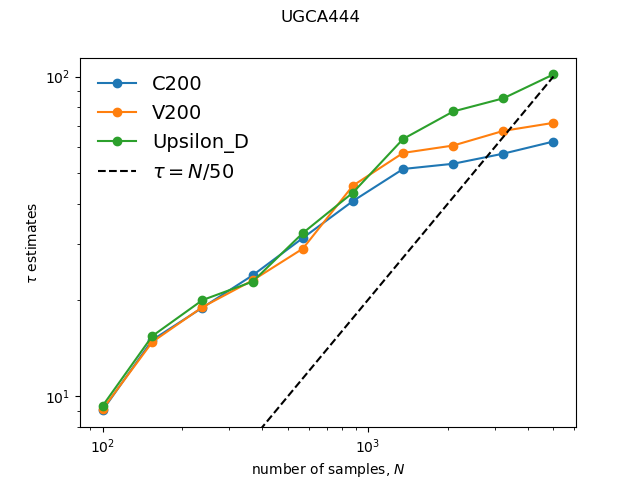 UGCA444
C200
V200
Upsilon_D
τ = N/50
10²
10¹
τ estimates
10²
10³
number of samples, N